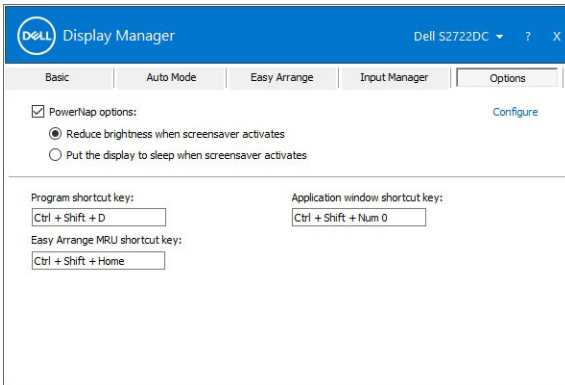 DELL Display Manager Dell S2722DC ? X
Basic Auto Mode Easy Arrange Input Manager Options
PowerNap options: Configure
Reduce brightness when screensaver activates
Put the display to sleep when screensaver activates
Program shortcut key: Application window shortcut key:
Ctrl + Shift + D Ctrl + Shift + Num 0
Easy Arrange MRU shortcut key:
Ctrl + Shift + Home